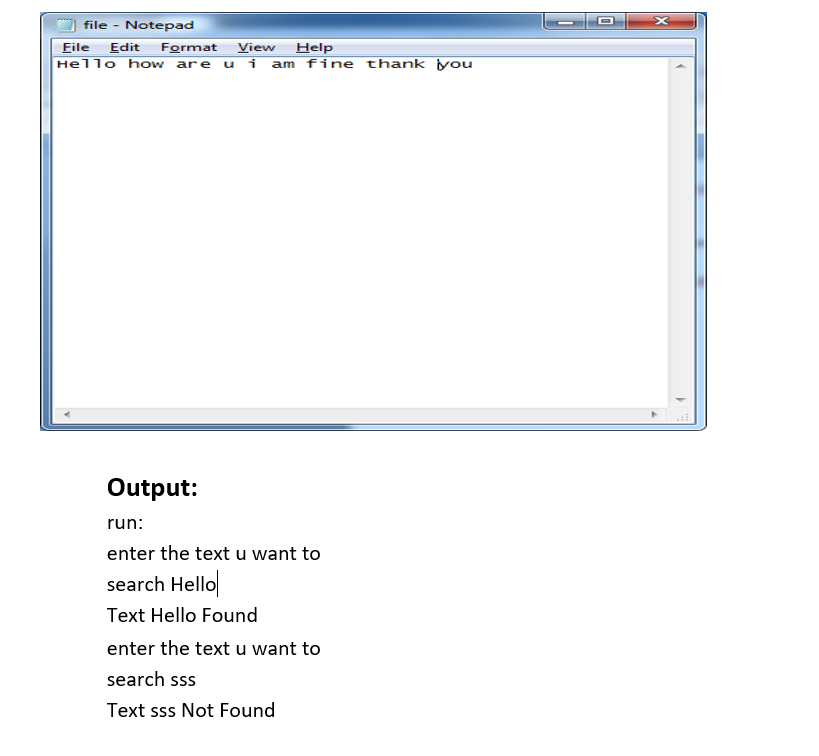 file - Notepad
File Edit Format View Help
Hello how are u i am fine thank you
Output:
run:
enter the text u want to
search Hello
Text Hello Found
enter the text u want to
search sss
Text sss Not Found